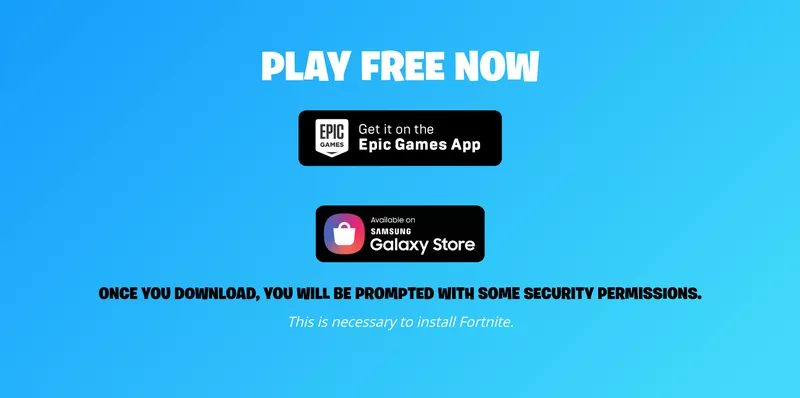 PLAY FREE NOW
EPIC
GAMES
Get it on the
Epic Games App
Available on
SAMSUNG
Galaxy Store
ONCE YOU DOWNLOAD, YOU WILL BE PROMPTED WITH SOME SECURITY PERMISSIONS.
This is necessary to install Fortnite.